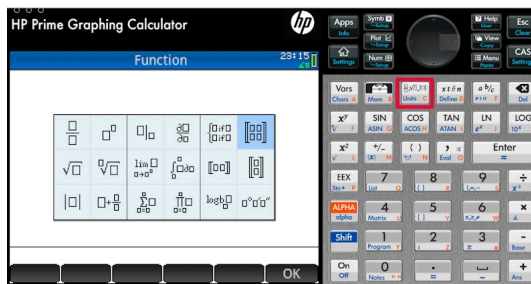 HP Prime Graphing Calculator
hp
Function
23:15
lim
logb
OK
Apps
Info
Symb
Setup
Plot
Setup
Num
Setup
Settings
Help
User
View
Copy
Menu
Paste
Esc
Clear
CAS
Settings
Vars
Chars A
Mem B
Units C
x t θ n
Define D
a b/c
Del
SIN
ASIN G
COS
ACOS H
TAN
ATAN I
LN
LOG
+/-
|x| M
( )
Eval O
Enter
≈
EEX
Sto
7
List Q
8
9
÷
ALPHA
alpha
4
Matrix U
5
6
×
Shift
1
Program Y
2
3
-
Base
On
Off
0
Notes
.
=
+
Ans